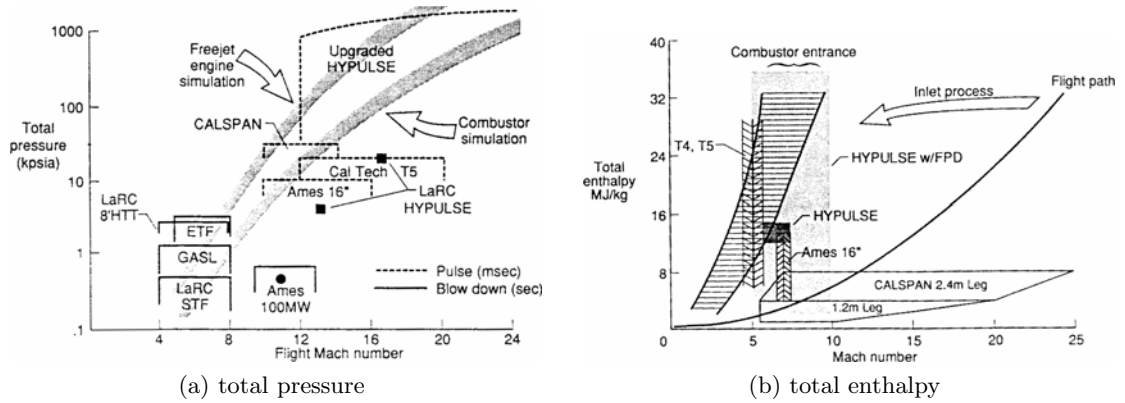 1000
100
10
1
.1
Total
pressure
(kpsia)
Freejet
engine
simulation
Upgraded
HYPULSE
CALSPAN
Combustor
simulation
Cal Tech T5
Ames 16"
LaRC
HYPULSE
LaRC
8'HTT
ETF
GASL
LaRC
STF
Ames
100MW
Pulse (msec)
Blow down (sec)
0 4 8 12 16 20 24
Flight Mach number
(a) total pressure
40
32
24
16
8
0
Total
enthalpy
MJ/kg
Combustor entrance
Flight path
Inlet process
T4, T5
HYPULSE w/FPD
HYPULSE
Ames 16"
CALSPAN 2.4m Leg
1.2m Leg
0 5 10 15 20 25
Mach number
(b) total enthalpy